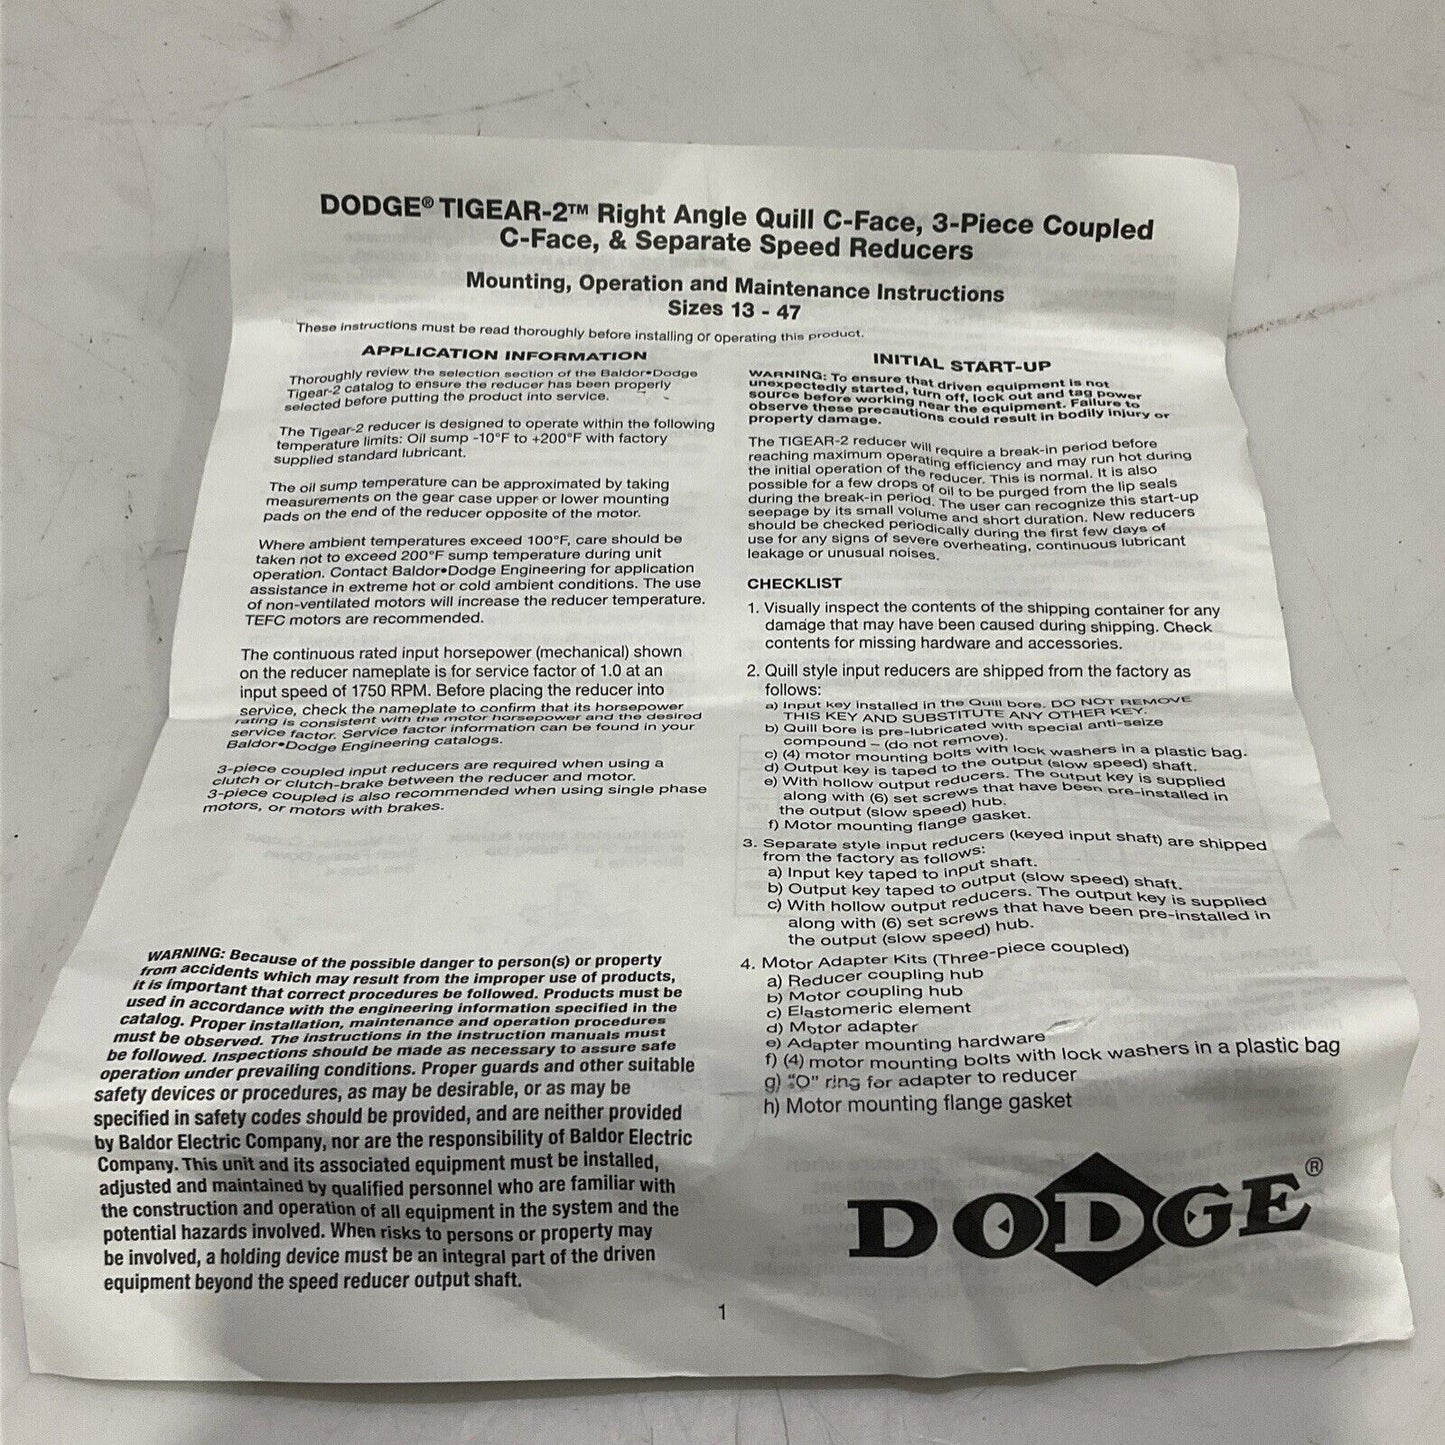 DODGE® TIGEAR-2™ Right Angle Quill C-Face, 3-Piece Coupled
C-Face, & Separate Speed Reducers
Mounting, Operation and Maintenance Instructions
Sizes 13 - 47
These instructions must be read thoroughly before installing or operating this product.
APPLICATION INFORMATION
Thoroughly review the selection section of the Baldor•Dodge
Tigear-2 catalog to ensure the reducer has been properly
selected before putting the product into service.
The Tigear-2 reducer is designed to operate within the following
temperature limits: Oil sump -10°F to +200°F with factory
supplied standard lubricant.
The oil sump temperature can be approximated by taking
measurements on the gear case upper or lower mounting
pads on the end of the reducer opposite of the motor.
Where ambient temperatures exceed 100°F, care should be
taken not to exceed 200°F sump temperature during unit
operation. Contact Baldor•Dodge Engineering for application
assistance in extreme hot or cold ambient conditions. The use
of non-ventilated motors will increase the reducer temperature.
TEFC motors are recommended.
The continuous rated input horsepower (mechanical) shown
on the reducer nameplate is for service factor of 1.0 at an
input speed of 1750 RPM. Before placing the reducer into
service, check the nameplate to confirm that its horsepower
rating is consistent with the motor horsepower and the desired
service factor. Service factor information can be found in your
Baldor•Dodge Engineering catalogs.
3-piece coupled input reducers are required when using a
clutch or clutch-brake between the reducer and motor.
3-piece coupled is also recommended when using single phase
motors, or motors with brakes.
WARNING: Because of the possible danger to person(s) or property
from accidents which may result from the improper use of products,
it is important that correct procedures be followed. Products must be
used in accordance with the engineering information specified in the
catalog. Proper installation, maintenance and operation procedures
must be observed. The instructions in the instruction manuals must
be followed. Inspections should be made as necessary to assure safe
operation under prevailing conditions. Proper guards and other suitable
safety devices or procedures, as may be desirable, or as may be
specified in safety codes should be provided, and are neither provided
by Baldor Electric Company, nor are the responsibility of Baldor Electric
Company. This unit and its associated equipment must be installed,
adjusted and maintained by qualified personnel who are familiar with
the construction and operation of all equipment in the system and the
potential hazards involved. When risks to persons or property may
be involved, a holding device must be an integral part of the driven
equipment beyond the speed reducer output shaft.
INITIAL START-UP
WARNING: To ensure that driven equipment is not
unexpectedly started, turn off, lock out and tag power
source before working near the equipment. Failure to
observe these precautions could result in bodily injury or
property damage.
The TIGEAR-2 reducer will require a break-in period before
reaching maximum operating efficiency and may run hot during
the initial operation of the reducer. This is normal. It is also
possible for a few drops of oil to be purged from the lip seals
during the break-in period. The user can recognize this start-up
seepage by its small volume and short duration. New reducers
should be checked periodically during the first few days of
use for any signs of severe overheating, continuous lubricant
leakage or unusual noises.
CHECKLIST
1. Visually inspect the contents of the shipping container for any
damage that may have been caused during shipping. Check
contents for missing hardware and accessories.
2. Quill style input reducers are shipped from the factory as
follows:
a) Input key installed in the Quill bore. DO NOT REMOVE
THIS KEY AND SUBSTITUTE ANY OTHER KEY.
b) Quill bore is pre-lubricated with special anti-seize
compound – (do not remove).
c) (4) motor mounting bolts with lock washers in a plastic bag.
d) Output key is taped to the output (slow speed) shaft.
e) With hollow output reducers. The output key is supplied
along with (6) set screws that have been pre-installed in
the output (slow speed) hub.
f) Motor mounting flange gasket.
3. Separate style input reducers (keyed input shaft) are shipped
from the factory as follows:
a) Input key taped to input shaft.
b) Output key taped to output (slow speed) shaft.
c) With hollow output reducers. The output key is supplied
along with (6) set screws that have been pre-installed in
the output (slow speed) hub.
4. Motor Adapter Kits (Three-piece coupled)
a) Reducer coupling hub
b) Motor coupling hub
c) Elastomeric element
d) Motor adapter
e) Adapter mounting hardware
f) (4) motor mounting bolts with lock washers in a plastic bag
g) "O" ring for adapter to reducer
h) Motor mounting flange gasket
DODGE®
1